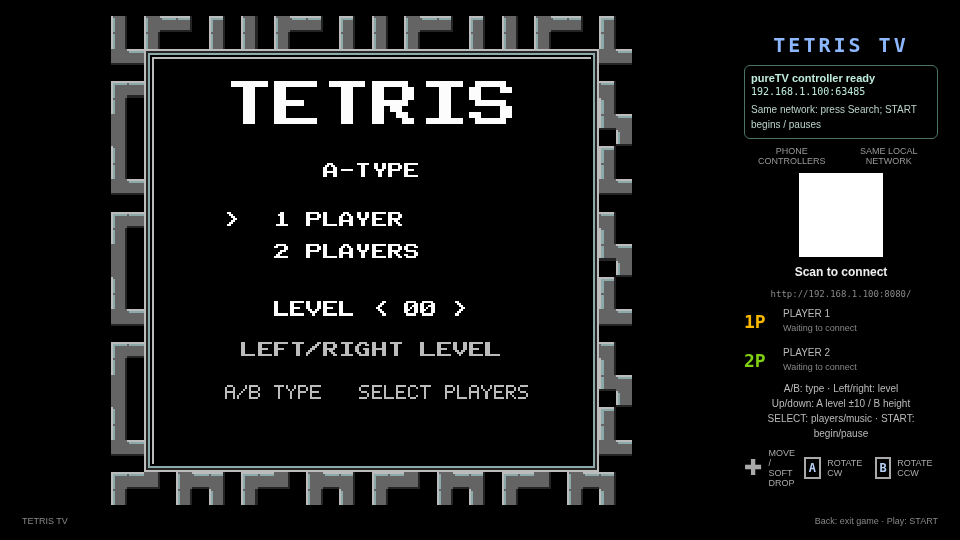 TETRIS
A-TYPE
> 1 PLAYER
2 PLAYERS
LEVEL < 00 >
LEFT/RIGHT LEVEL
A/B TYPE SELECT PLAYERS
TETRIS TV
pureTV controller ready
192.168.1.100:63485
Same network: press Search; START
begins / pauses
PHONE
CONTROLLERS
SAME LOCAL
NETWORK
Scan to connect
http://192.168.1.100:8080/
1P
PLAYER 1
Waiting to connect
2P
PLAYER 2
Waiting to connect
A/B: type · Left/right: level
Up/down: A level ±10 / B height
SELECT: players/music · START:
begin/pause
MOVE
/
SOFT
DROP
A
ROTATE
CW
B
ROTATE
CCW
TETRIS TV
Back: exit game · Play: START